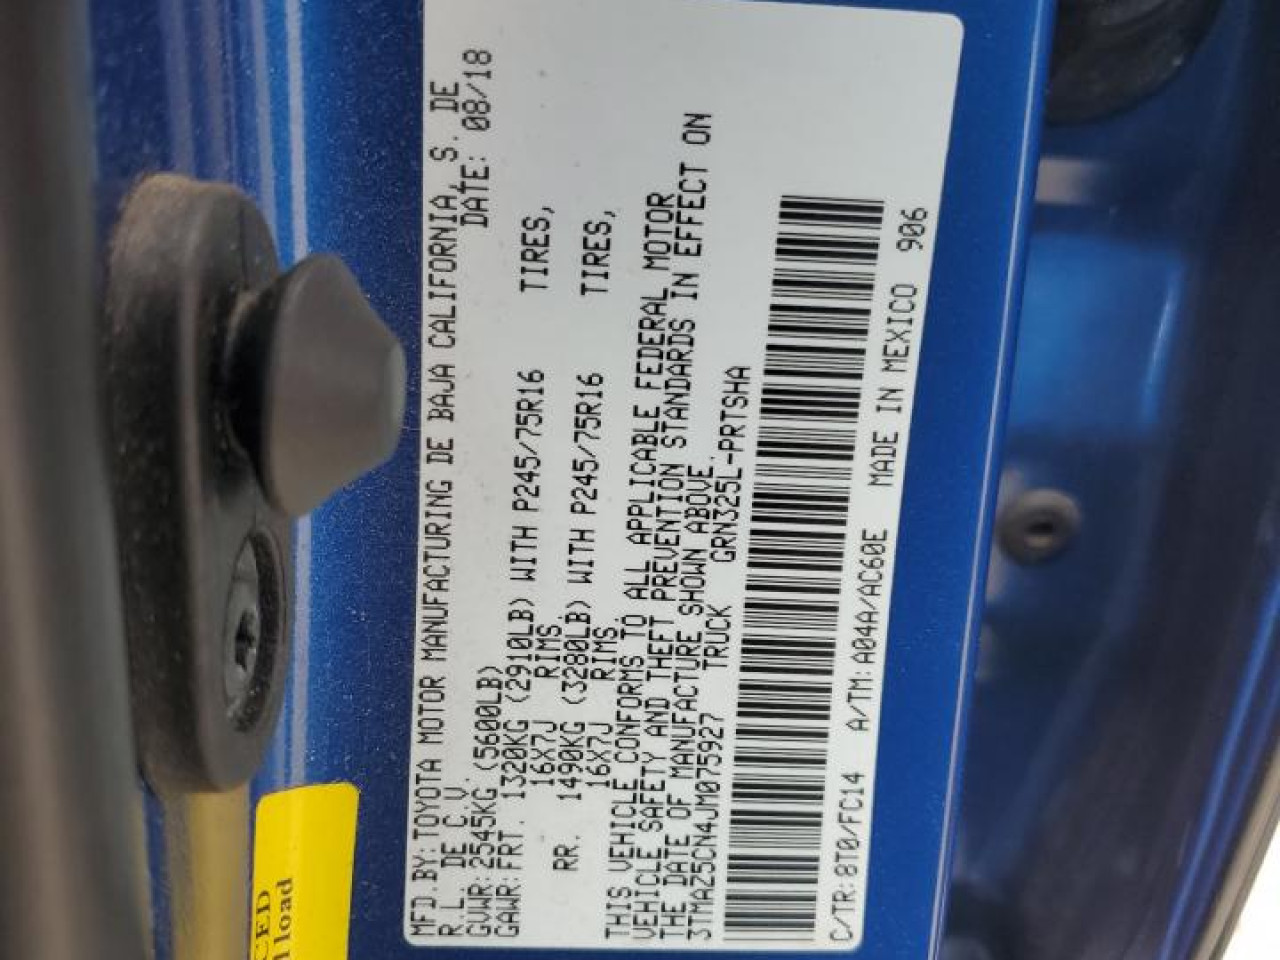 MFD.BY:TOYOTA MOTOR MANUFACTURING DE BAJA CALIFORNIA, S. DE
R.L. DE C.V. DATE: 08/18
GVWR:2545KG(5600LB)
GAWR:FRT. 1320KG (2910LB) WITH P245/75R16 TIRES,
16X7J RIMS.
RR. 1490KG (3280LB) WITH P245/75R16 TIRES,
16X7J RIMS.
THIS VEHICLE CONFORMS TO ALL APPLICABLE FEDERAL MOTOR
VEHICLE SAFETY AND THEFT PREVENTION STANDARDS IN EFFECT ON
THE DATE OF MANUFACTURE SHOWN ABOVE.
3TMAZ5CN4JM075927 TRUCK GRN325L-PRTSHA
C/TR:8T0/FC14 A/TM:A04A/AC60E MADE IN MEXICO 906
load